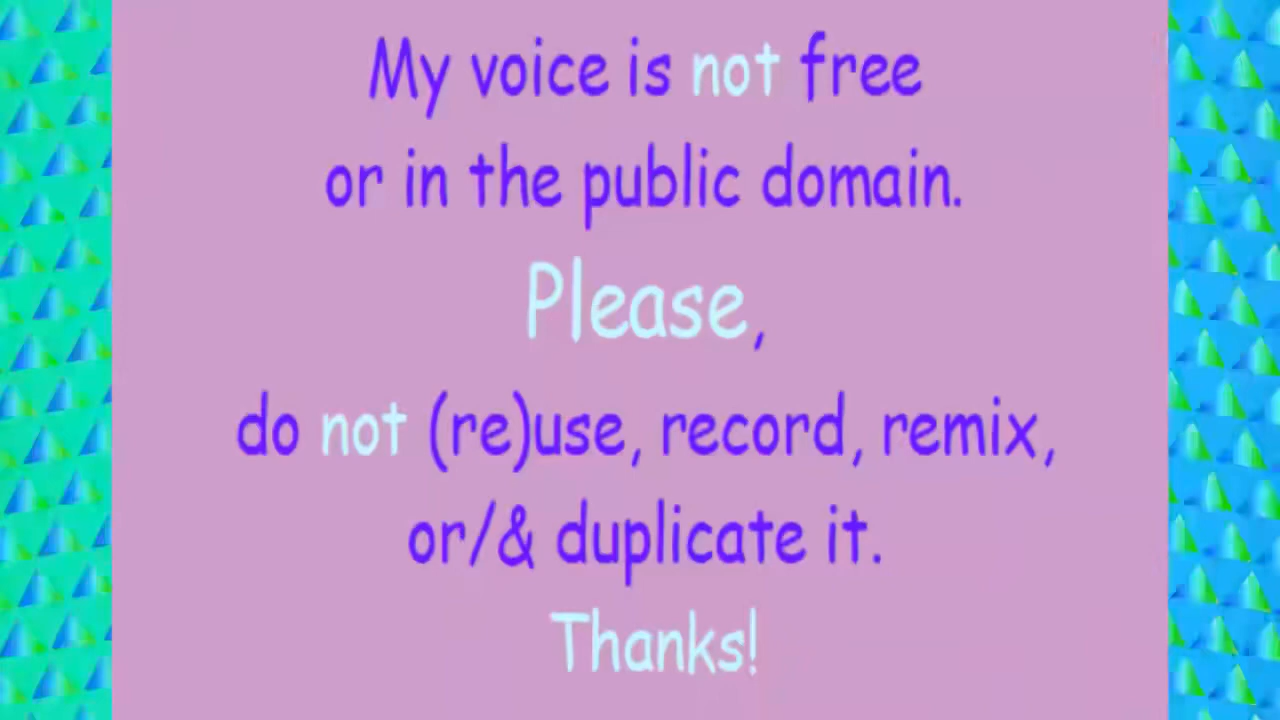 My voice is not free
or in the public domain.
Please,
do not (re)use, record, remix,
or/& duplicate it.
Thanks!